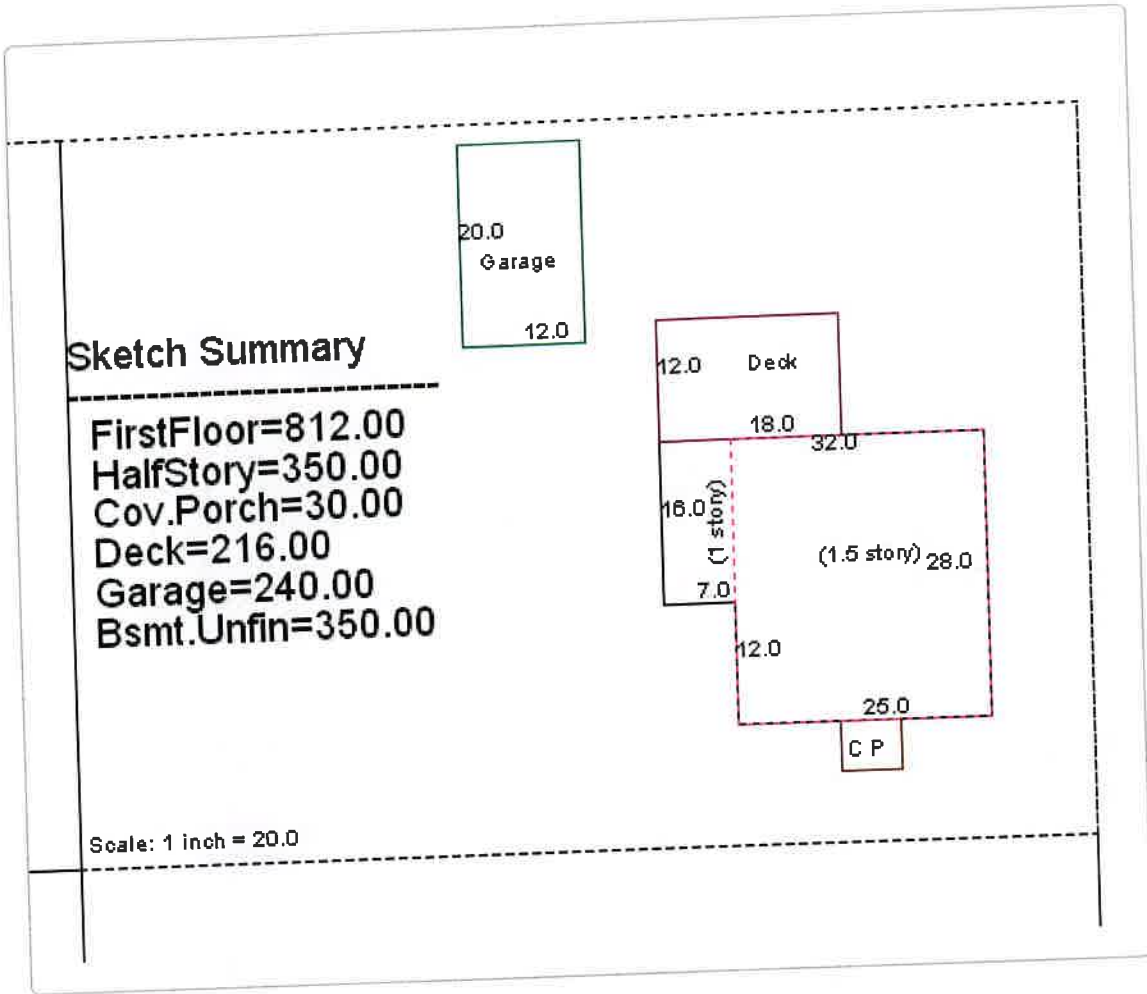 20.0
Garage
12.0
Sketch Summary
FirstFloor=812.00
HalfStory=350.00
Cov.Porch=30.00
Deck=216.00
Garage=240.00
Bsmt.Unfin=350.00
12.0
Deck
18.0
32.0
16.0
(1 story)
7.0
(1.5 story)
28.0
12.0
25.0
C P
Scale: 1 inch = 20.0